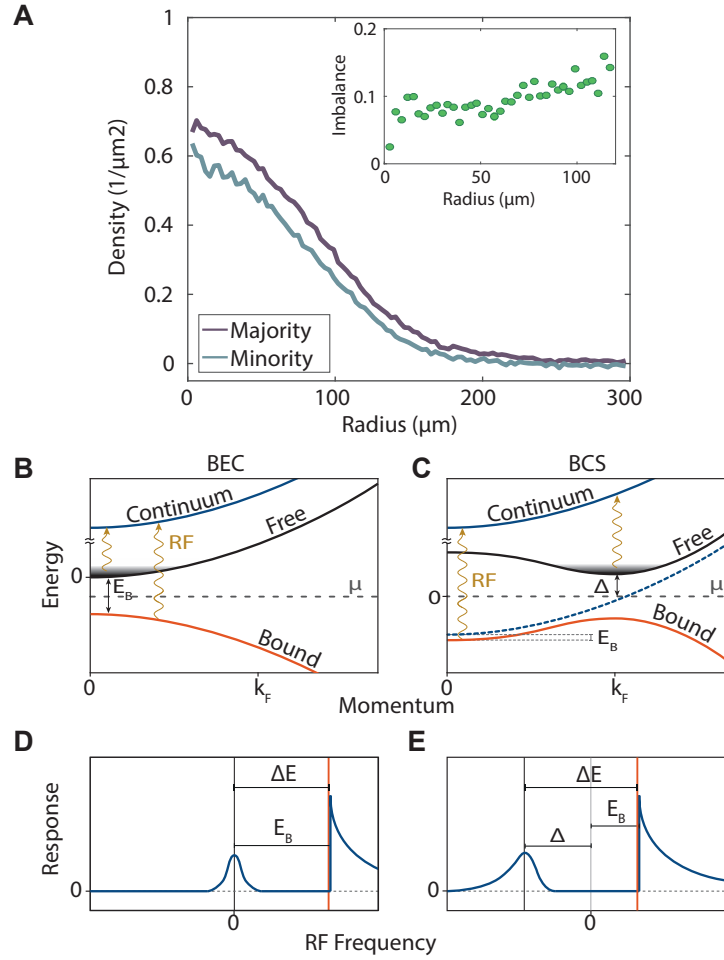 A
Density (1/μm2)
1
0.8
0.6
0.4
0.2
0
0
100
200
300
Radius (μm)
Majority
Minority
Imbalance
0.2
0.1
0
0
50
100
Radius (μm)
B
BEC
Energy
Continuum
Free
RF
≈
0
E_B
μ
Bound
0
k_F
C
BCS
Continuum
Free
≈
RF
Δ
0
μ
E_B
Bound
0
k_F
Momentum
D
Response
ΔE
E_B
0
0
E
ΔE
E_B
Δ
0
0
RF Frequency